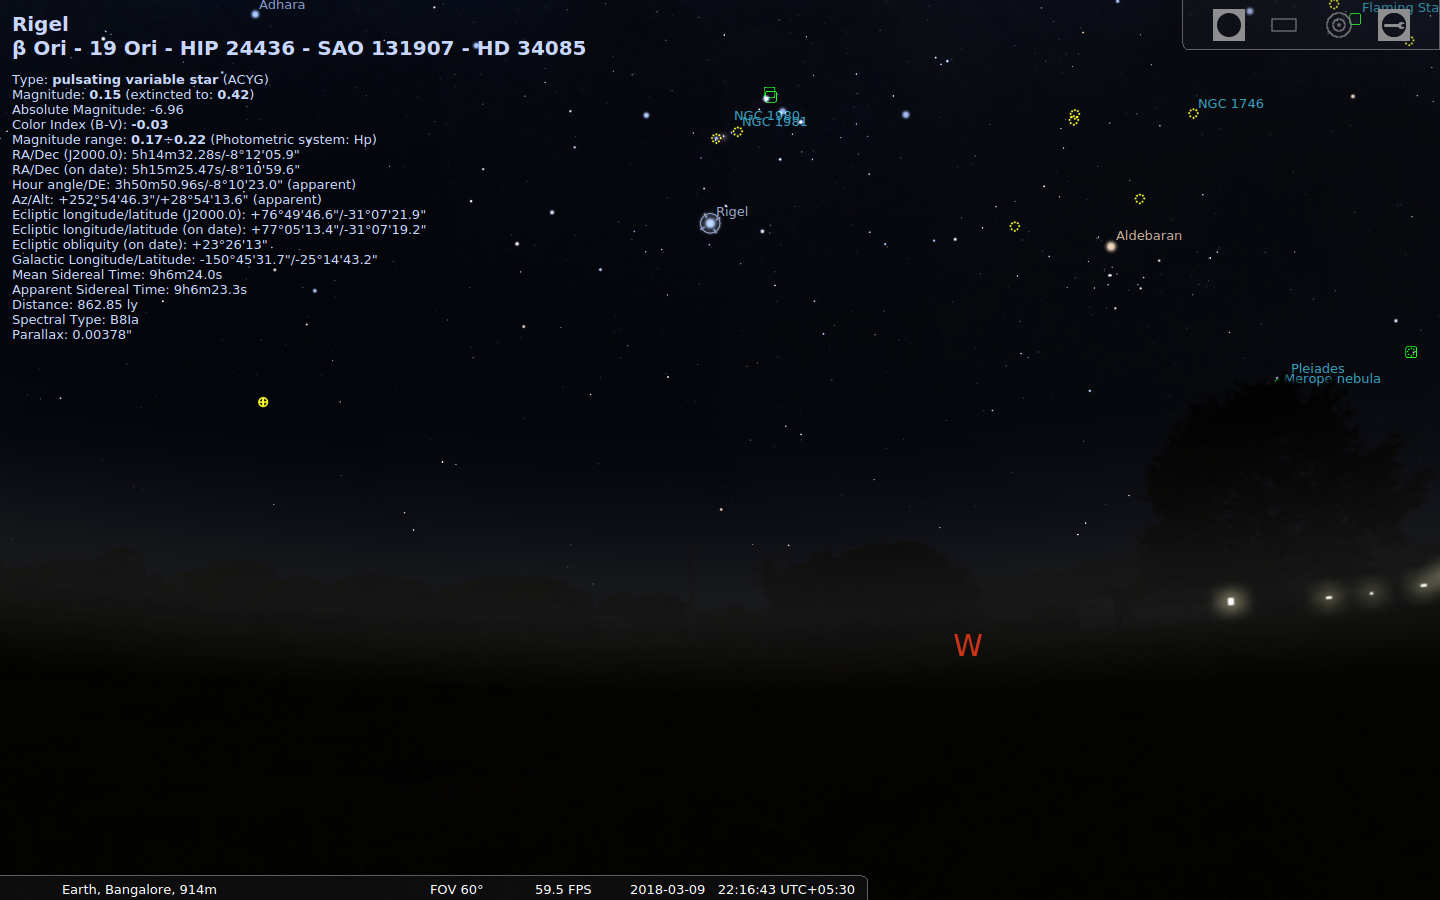 Adhara
Flaming Sta
Rigel
β Ori - 19 Ori - HIP 24436 - SAO 131907 - HD 34085
Type: pulsating variable star (ACYG)
Magnitude: 0.15 (extincted to: 0.42)
Absolute Magnitude: -6.96
Color Index (B-V): -0.03
Magnitude range: 0.17÷0.22 (Photometric system: Hp)
RA/Dec (J2000.0): 5h14m32.28s/-8°12'05.9"
RA/Dec (on date): 5h15m25.47s/-8°10'59.6"
Hour angle/DE: 3h50m50.96s/-8°10'23.0" (apparent)
Az/Alt: +252°54'46.3"/+28°54'13.6" (apparent)
Ecliptic longitude/latitude (J2000.0): +76°49'46.6"/-31°07'21.9"
Ecliptic longitude/latitude (on date): +77°05'13.4"/-31°07'19.2"
Ecliptic obliquity (on date): +23°26'13"
Galactic Longitude/Latitude: -150°45'31.7"/-25°14'43.2"
Mean Sidereal Time: 9h6m24.0s
Apparent Sidereal Time: 9h6m23.3s
Distance: 862.85 ly
Spectral Type: B8Ia
Parallax: 0.00378"
NGC 1746
NGC 1980
NGC 1981
Rigel
Aldebaran
Pleiades
Merope nebula
W
Earth, Bangalore, 914m
FOV 60°
59.5 FPS
2018-03-09
22:16:43 UTC+05:30